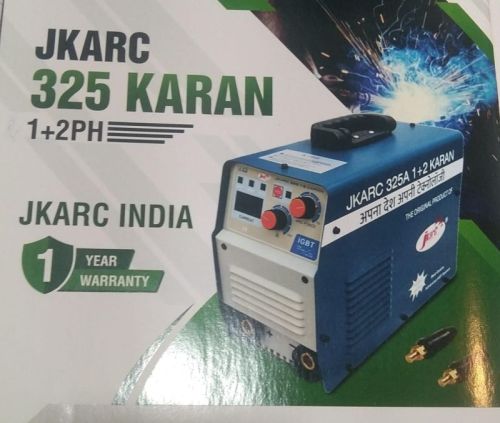 JKARC
325 KARAN
1+2PH
JKARC INDIA
1 YEAR
WARRANTY
JKARC 325A 1+2 KARAN
अपना देश अपनी टेक्नोलॉजी
THE ORIGINAL PRODUCT OF
IGBT